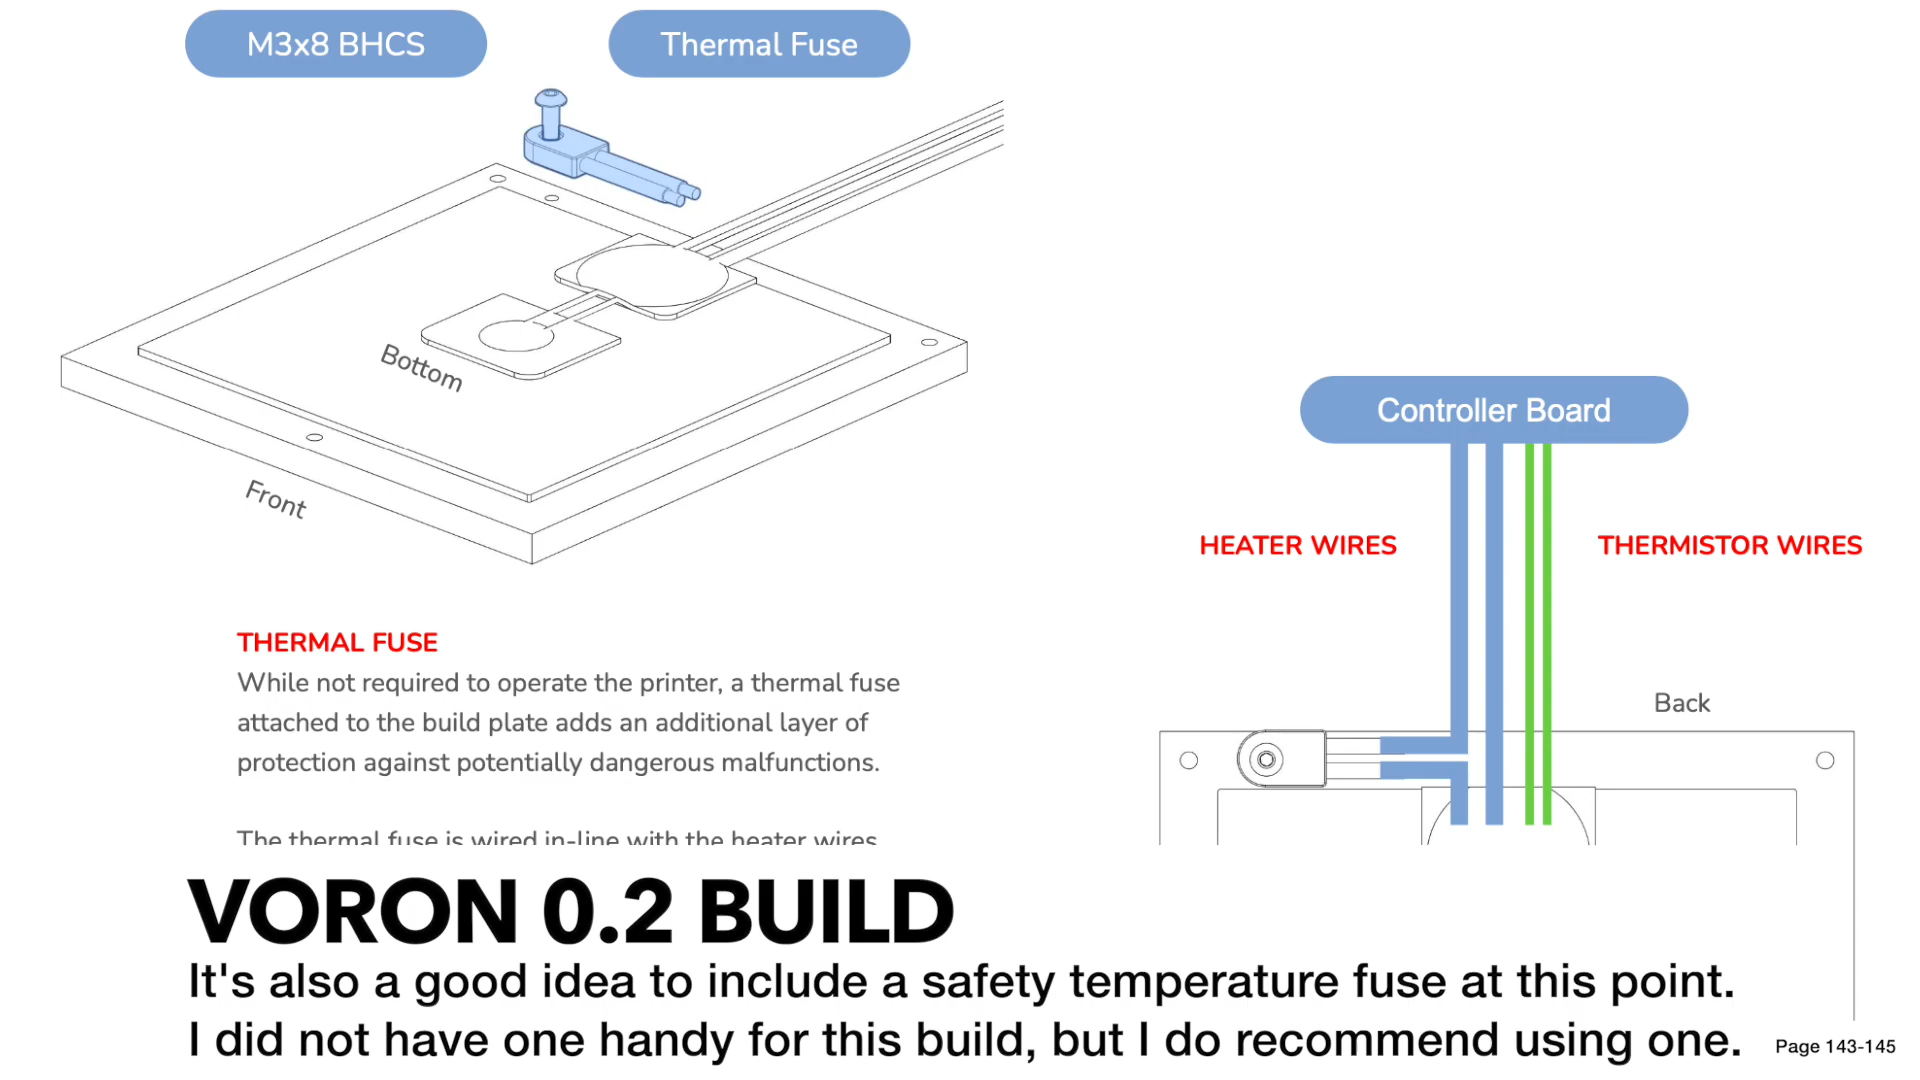 M3x8 BHCS
Thermal Fuse
Bottom
Front
Controller Board
HEATER WIRES
THERMISTOR WIRES
Back
THERMAL FUSE
While not required to operate the printer, a thermal fuse
attached to the build plate adds an additional layer of
protection against potentially dangerous malfunctions.
The thermal fuse is wired in-line with the heater wires
VORON 0.2 BUILD
It's also a good idea to include a safety temperature fuse at this point.
I did not have one handy for this build, but I do recommend using one.
Page 143-145